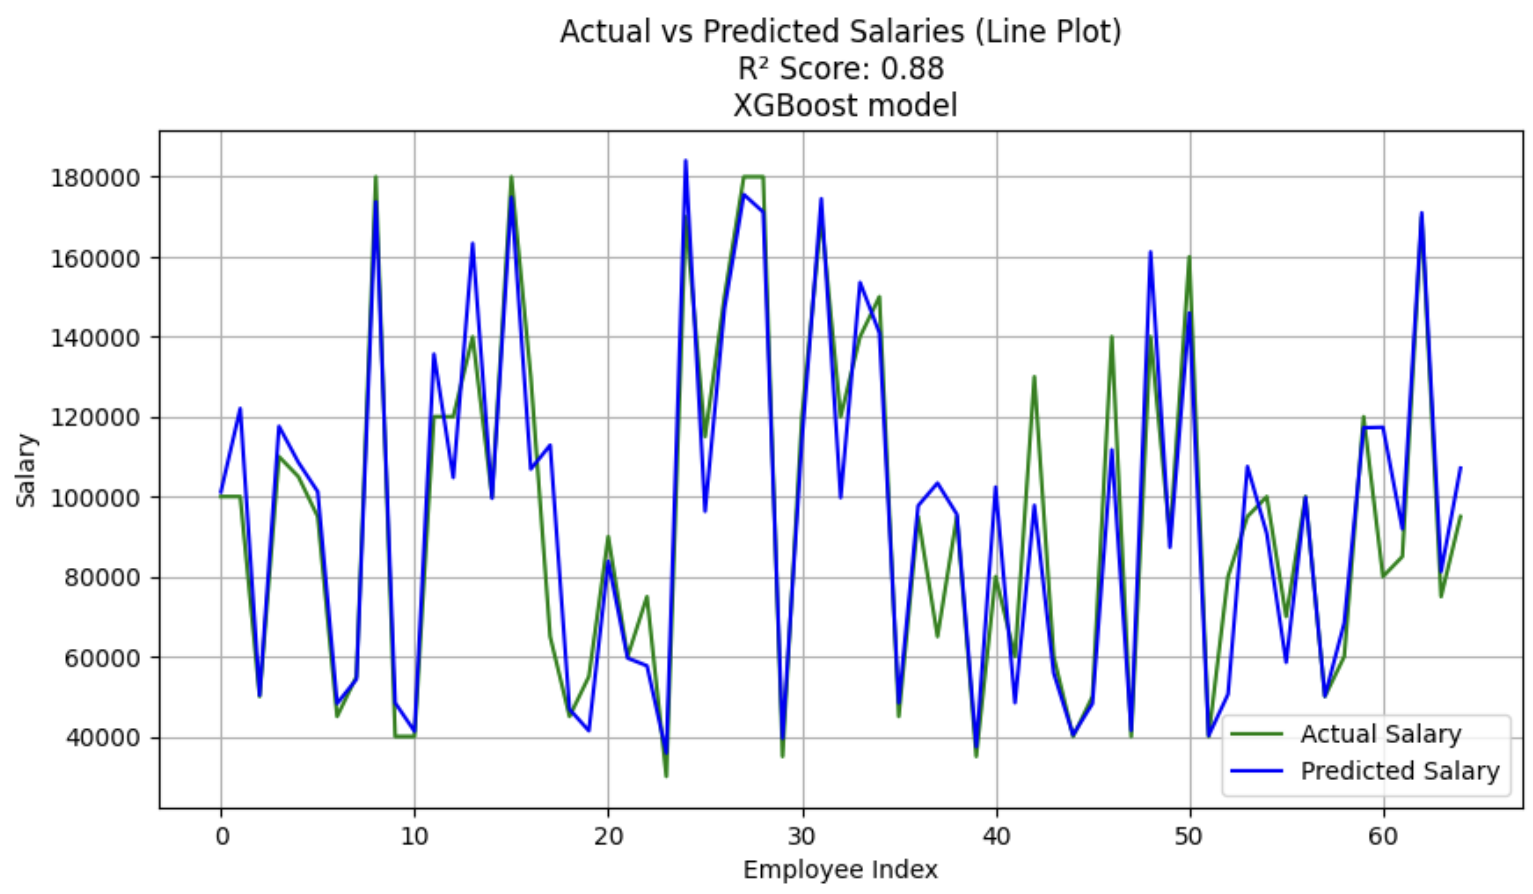 Actual vs Predicted Salaries (Line Plot)
R² Score: 0.88
XGBoost model
180000
160000
140000
120000
100000
80000
60000
40000
Salary
Actual Salary
Predicted Salary
0 10 20 30 40 50 60
Employee Index